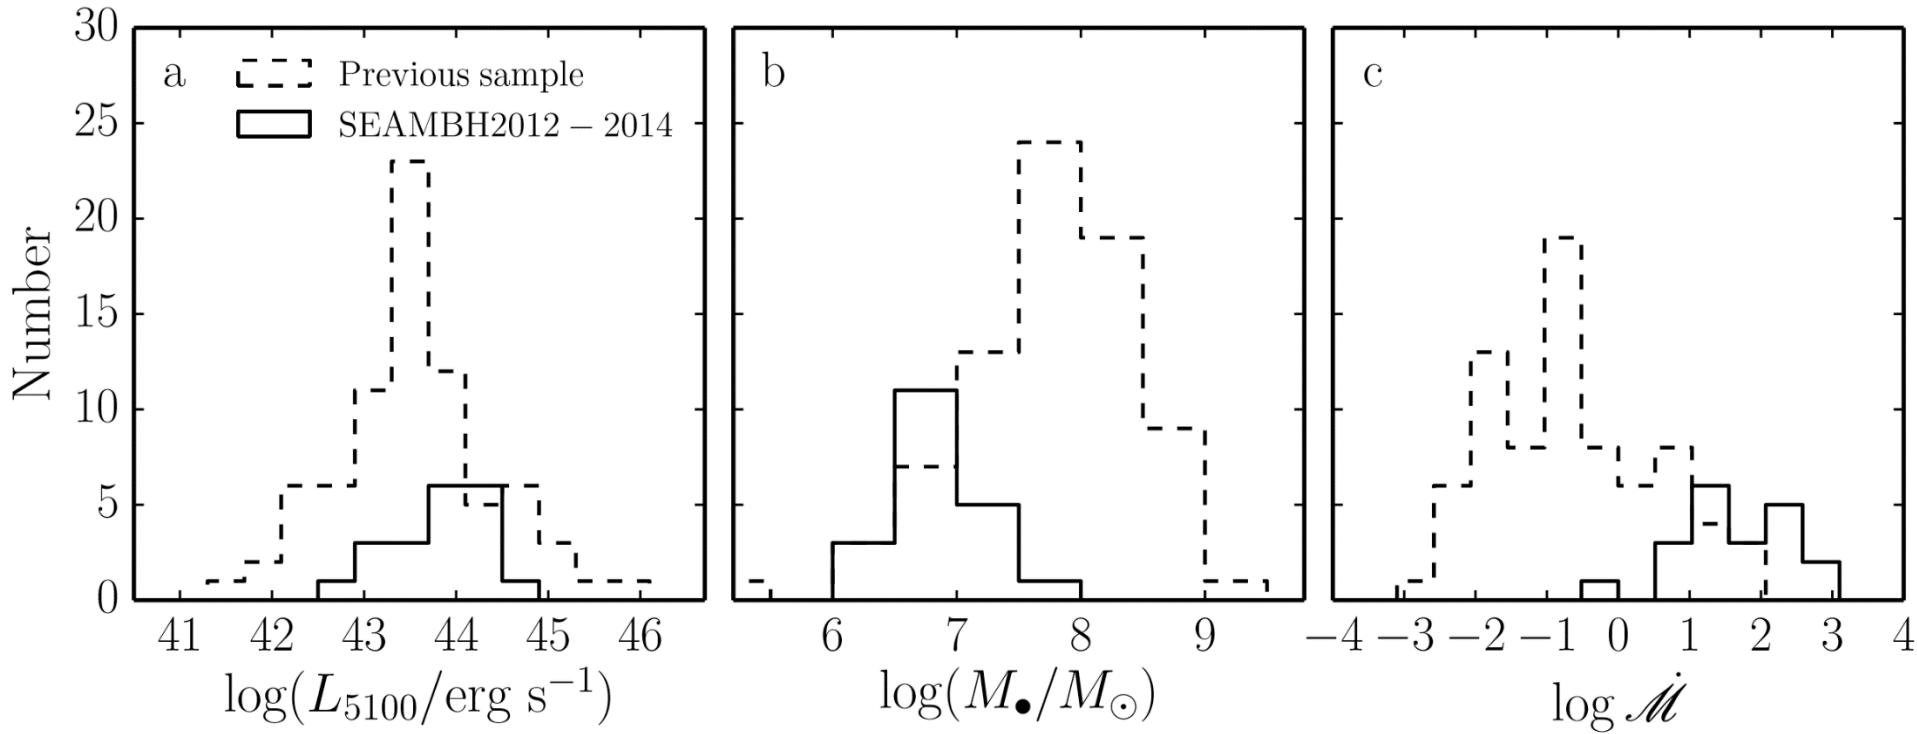 30
25
20
15
10
5
0
Number
a
Previous sample
SEAMBH2012 − 2014
41 42 43 44 45 46
log(L₅₁₀₀/erg s⁻¹)
b
6 7 8 9
log(M●/M⊙)
c
−4 −3 −2 −1 0 1 2 3 4
log ℳ̇